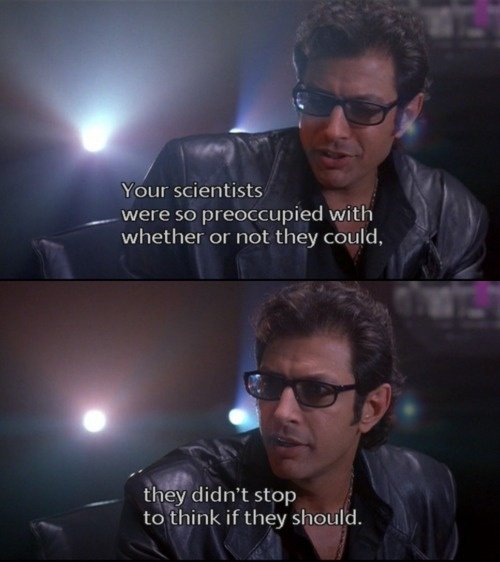 Your scientists
were so preoccupied with
whether or not they could,
they didn't stop
to think if they should.